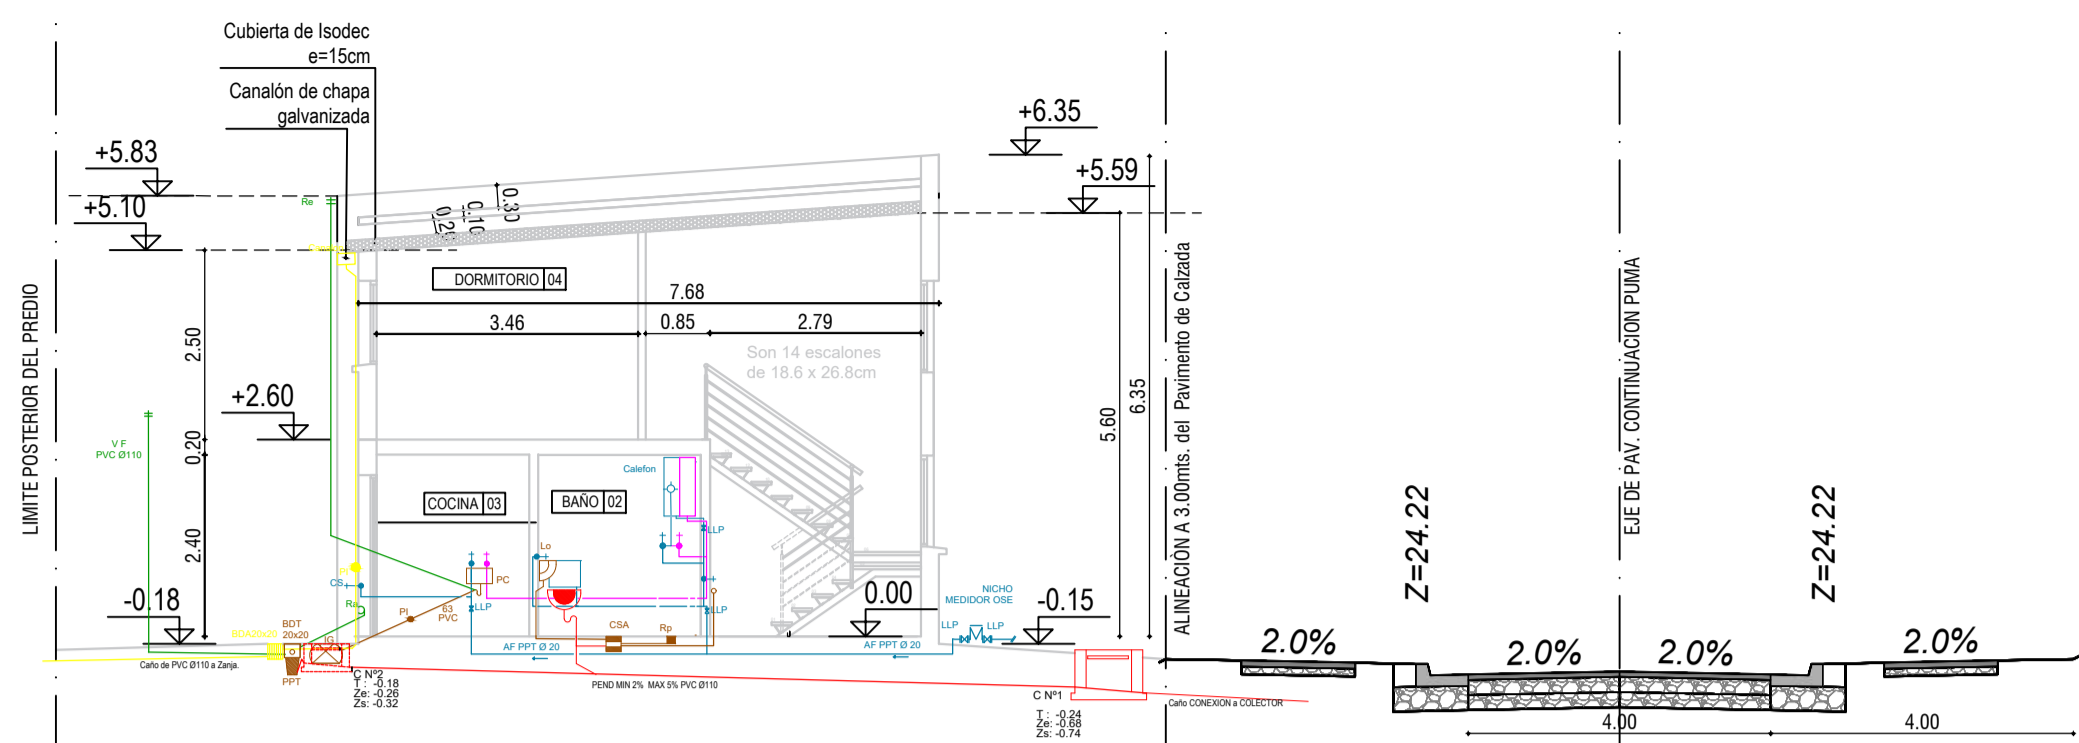 Cubierta de Isodec
e=15cm
Canalón de chapa
galvanizada
+5.83
+5.10
+6.35
+5.59
Re
0.30
0.10
DORMITORIO 04
7.68
3.46
0.85
2.79
Son 14 escalones
de 18.6 x 26.8cm
LIMITE POSTERIOR DEL PREDIO
2.50
0.20
2.40
+2.60
V F
PVC Ø110
5.60
6.35
ALINEACIÓN A 3.00mts. del Pavimento de Calzada
EJE DE PAV. CONTINUACION PUMA
Z=24.22
Z=24.22
COCINA 03
BAÑO 02
Calefon
LLP
Lo
PC
CS
PI
Ra
PI
63
PVC
LLP
LLP
CSA
Rp
-0.18
BDA20x20
BDT
20x20
IG
PPT
Caño de PVC Ø110 a Zanja.
AF PPT Ø 20
AF PPT Ø 20
0.00
NICHO
MEDIDOR OSE
LLP
LLP
-0.15
C Nº2
T : -0.18
Ze: -0.26
Zs: -0.32
PEND MIN 2% MAX 5% PVC Ø110
C Nº1
T : -0.24
Ze: -0.68
Zs: -0.74
Caño CONEXION a COLECTOR
2.0%
2.0%
2.0%
2.0%
4.00
4.00